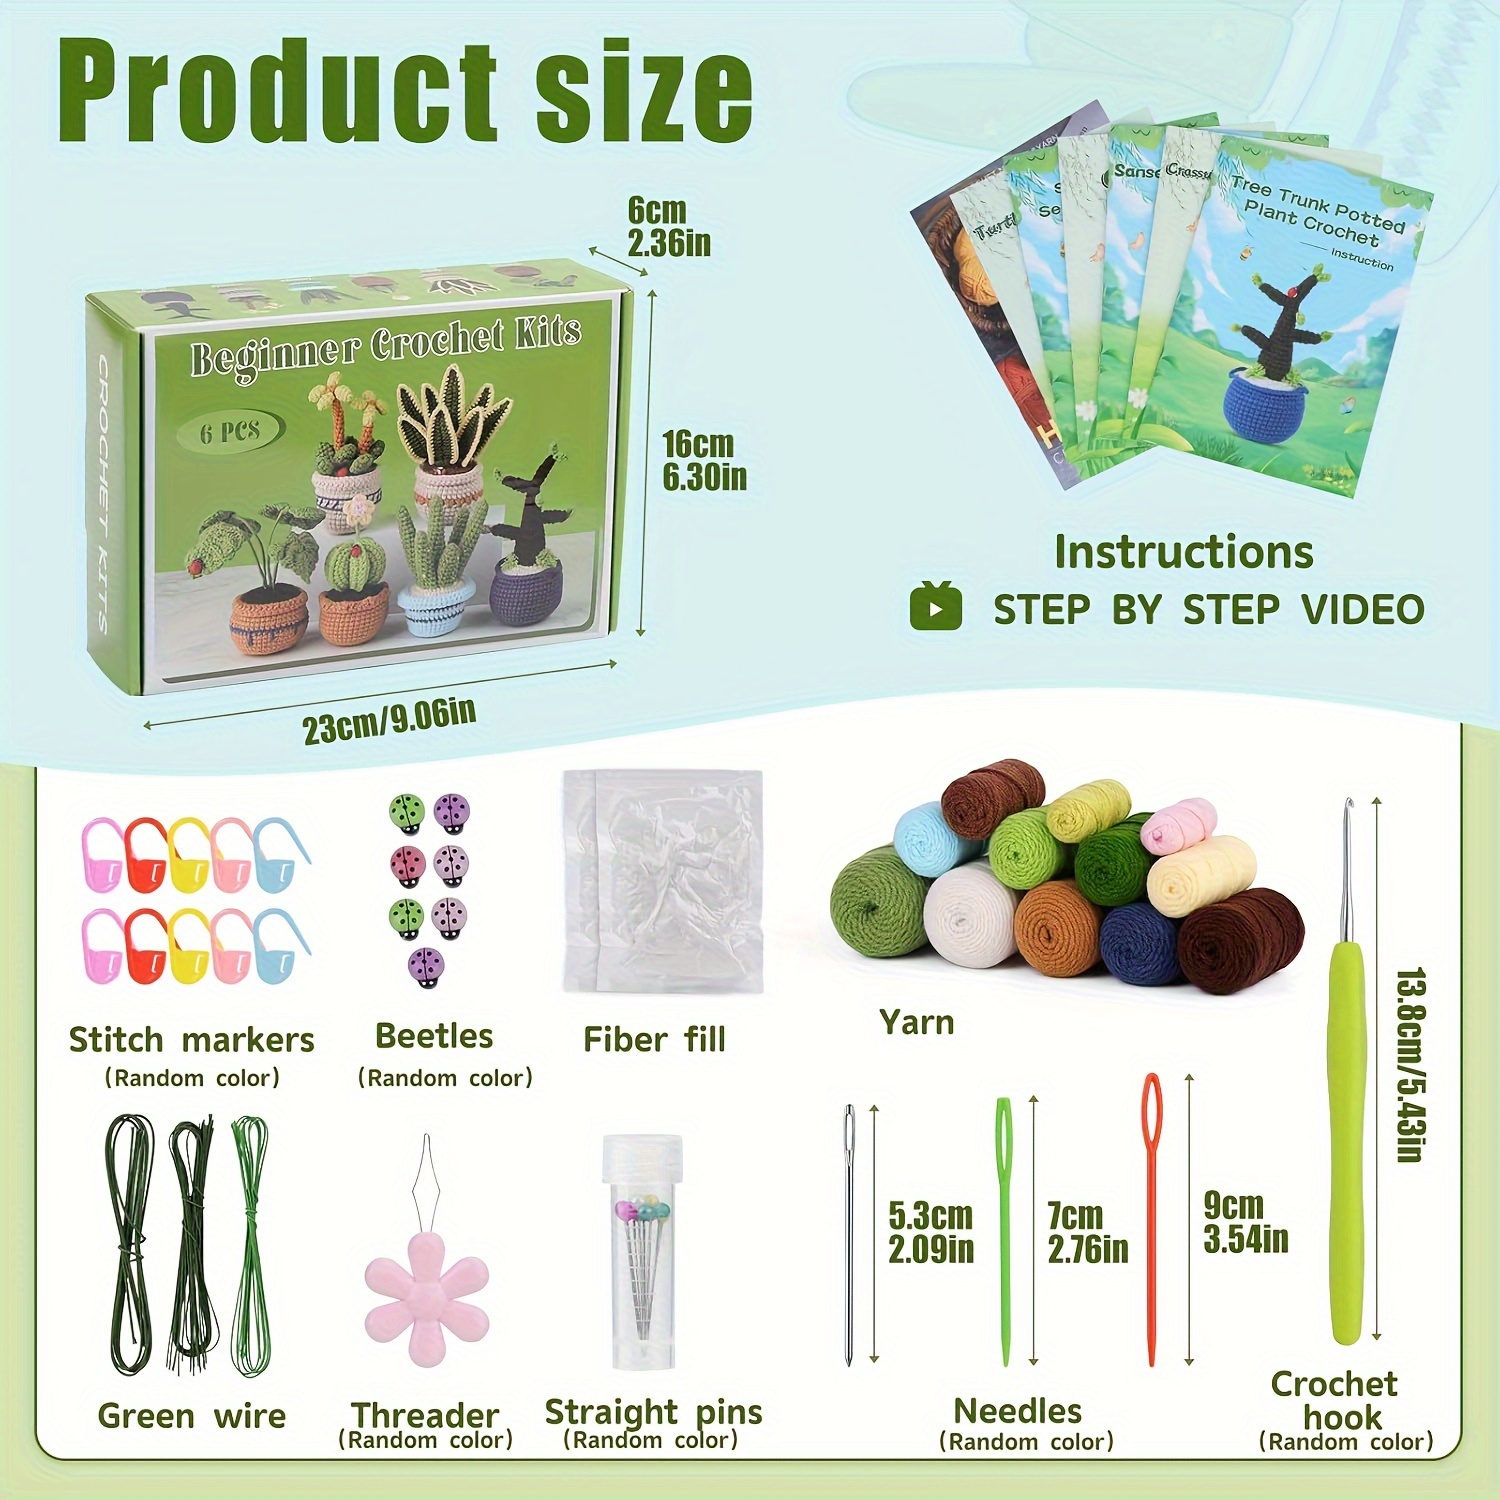 Product size
6cm
2.36in
Beginner Crochet Kits
6 PCS
CROCHET KITS
16cm
6.30in
23cm/9.06in
YARN
Sanse
Crassu
Tree Trunk Potted
Plant Crochet
Instruction
Instructions
STEP BY STEP VIDEO
Stitch markers
(Random color)
Beetles
(Random color)
Fiber fill
Yarn
13.8cm/5.43in
Green wire
Threader
(Random color)
Straight pins
(Random color)
5.3cm
2.09in
7cm
2.76in
9cm
3.54in
Needles
(Random color)
Crochet
hook
(Random color)